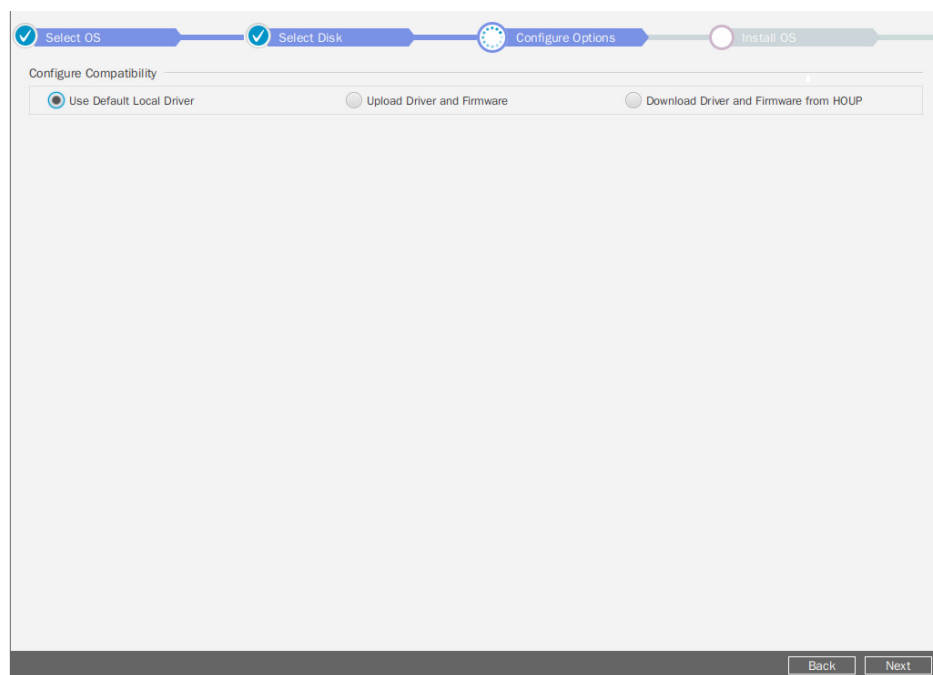 Select OS
Select Disk
Configure Options
Install OS
Configure Compatibility
Use Default Local Driver
Upload Driver and Firmware
Download Driver and Firmware from HOUP
Back
Next